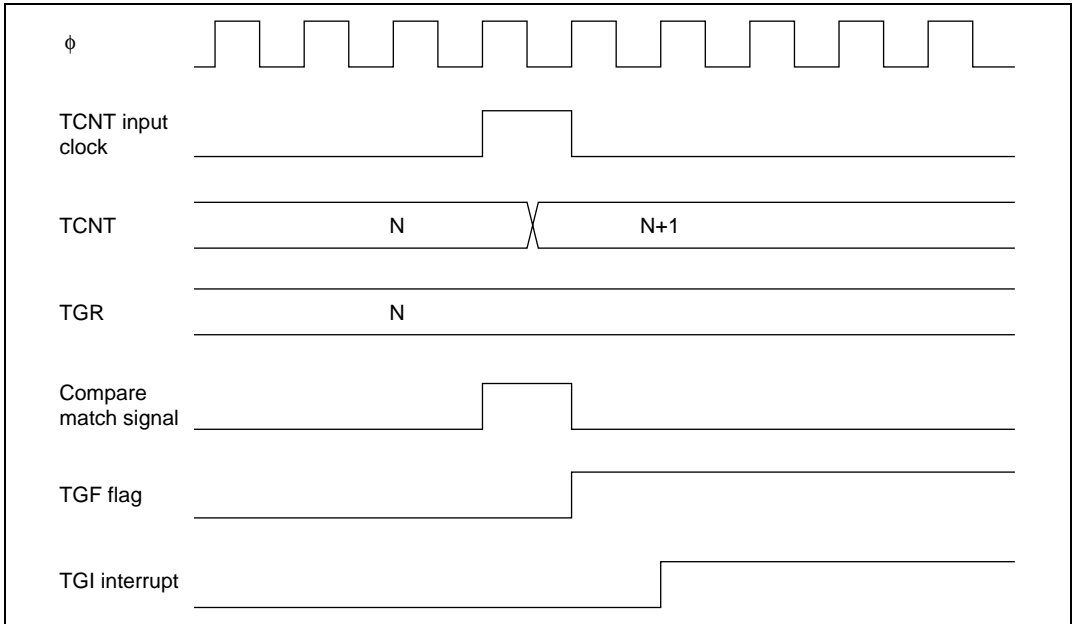 ϕ
TCNT input
clock
TCNT
N
N+1
TGR
N
Compare
match signal
TGF flag
TGI interrupt